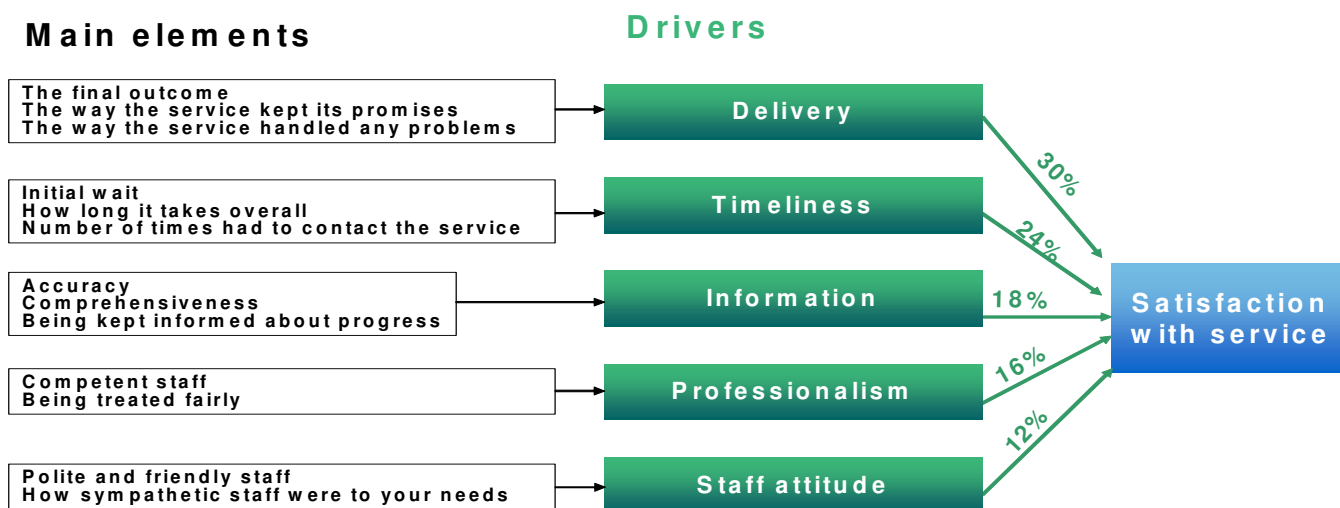 Main elements
Drivers
The final outcome
The way the service kept its promises
The way the service handled any problems
Delivery
30%
Initial wait
How long it takes overall
Number of times had to contact the service
Timeliness
24%
Accuracy
Comprehensiveness
Being kept informed about progress
Information
18%
Satisfaction
with service
Competent staff
Being treated fairly
Professionalism
16%
Polite and friendly staff
How sympathetic staff were to your needs
Staff attitude
12%